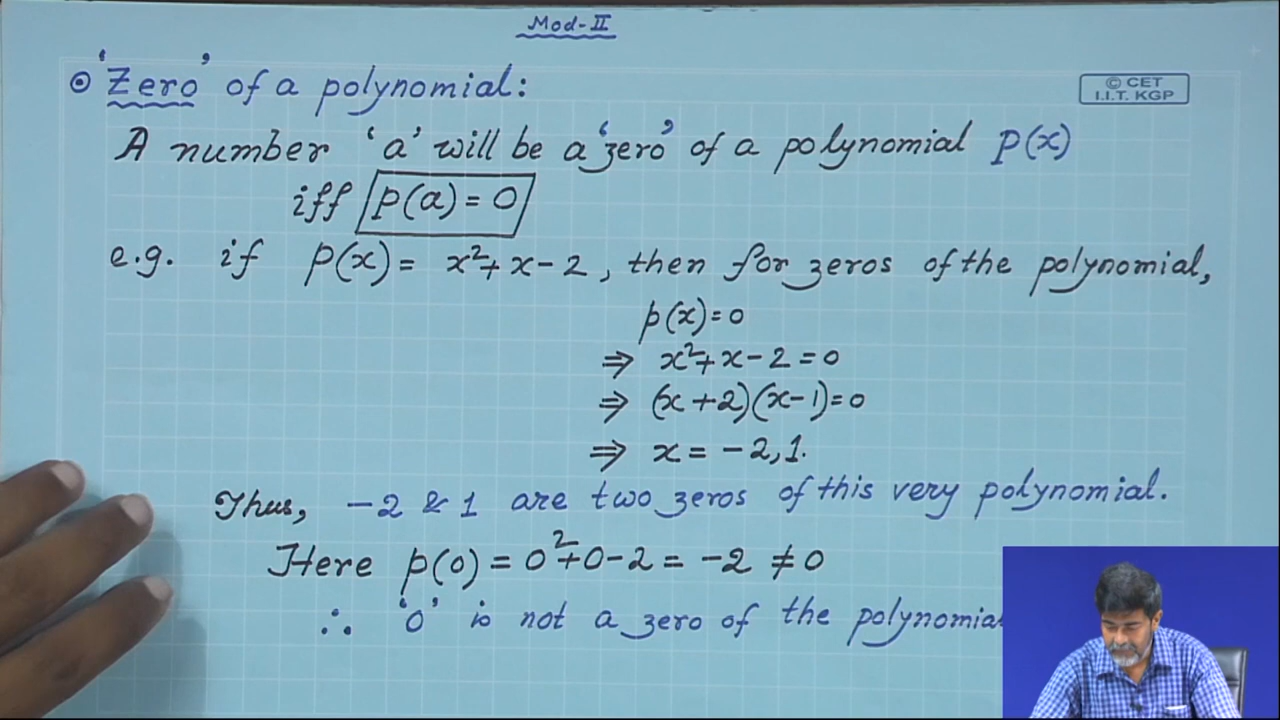 Mod-II
'Zero' of a polynomial:
© CET
I.I.T. KGP
A number 'a' will be a 'zero' of a polynomial P(x)
iff p(a) = 0
e.g. if p(x) = x²+x-2, then for zeros of the polynomial,
p(x)=0
⇒ x²+x-2=0
⇒ (x+2)(x-1)=0
⇒ x = -2,1.
Thus, -2 & 1 are two zeros of this very polynomial.
Here p(0) = 0²+0-2 = -2 ≠ 0
∴ '0' is not a zero of the polynomial